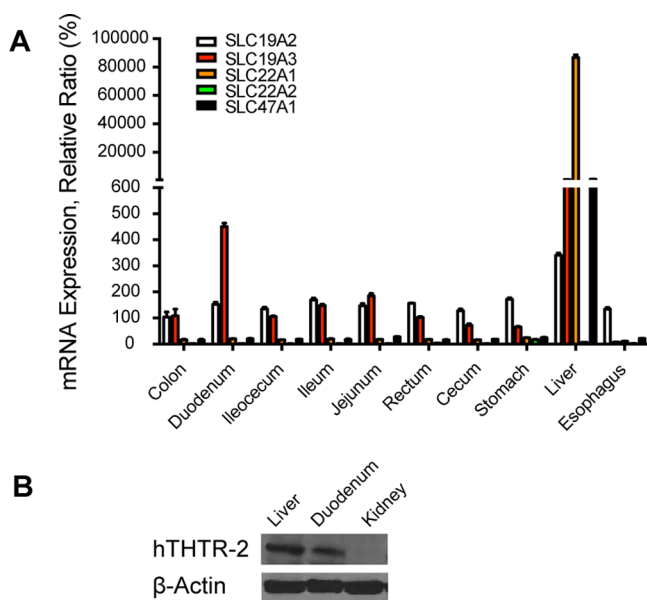 A
mRNA Expression, Relative Ratio (%)
100000
80000
60000
40000
20000
600
500
400
300
200
100
0
SLC19A2
SLC19A3
SLC22A1
SLC22A2
SLC47A1
Colon
Duodenum
Ileocecum
Ileum
Jejunum
Rectum
Cecum
Stomach
Liver
Esophagus
B
Liver
Duodenum
Kidney
hTHTR-2
β-Actin